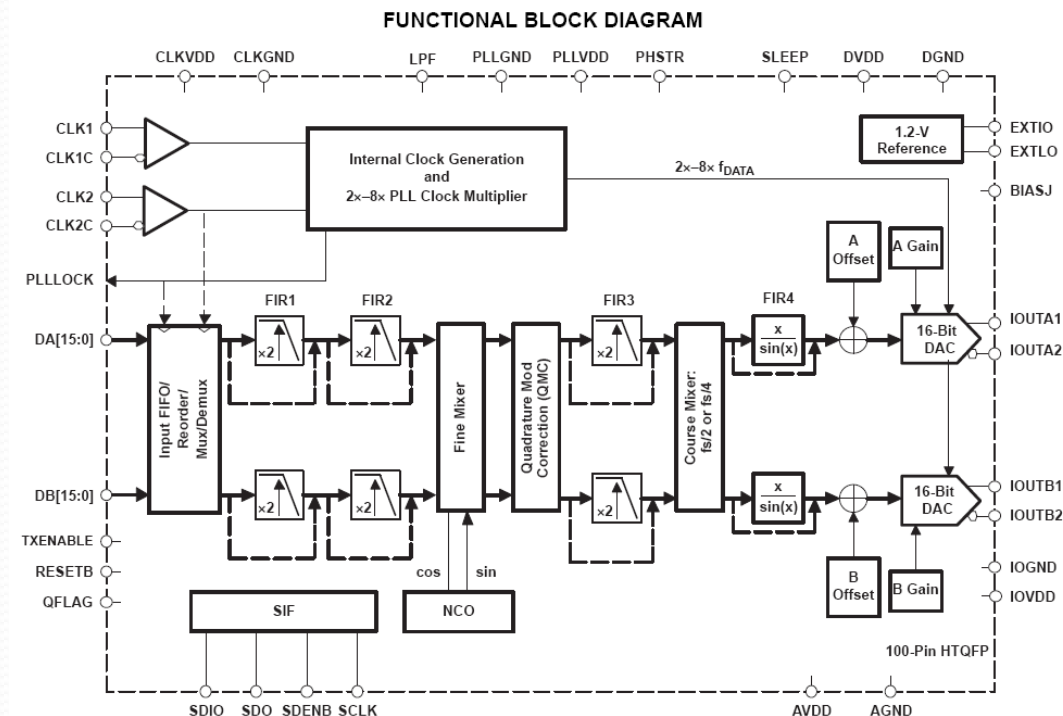 FUNCTIONAL BLOCK DIAGRAM
CLKVDD
CLKGND
LPF
PLLGND
PLLVDD
PHSTR
SLEEP
DVDD
DGND
CLK1
CLK1C
CLK2
CLK2C
PLLLOCK
Internal Clock Generation
and
2×–8× PLL Clock Multiplier
2×–8× fDATA
1.2-V
Reference
EXTIO
EXTLO
BIASJ
A
Offset
A Gain
FIR1
FIR2
FIR3
FIR4
DA[15:0]
Input FIFO/
Reorder/
Mux/Demux
×2
×2
Fine Mixer
Quadrature Mod
Correction (QMC)
×2
Course Mixer:
fs/2 or fs/4
x
sin(x)
16-Bit
DAC
IOUTA1
IOUTA2
DB[15:0]
×2
×2
×2
x
sin(x)
16-Bit
DAC
IOUTB1
IOUTB2
TXENABLE
RESETB
QFLAG
cos
sin
SIF
NCO
B
Offset
B Gain
IOGND
IOVDD
100-Pin HTQFP
SDIO
SDO
SDENB
SCLK
AVDD
AGND